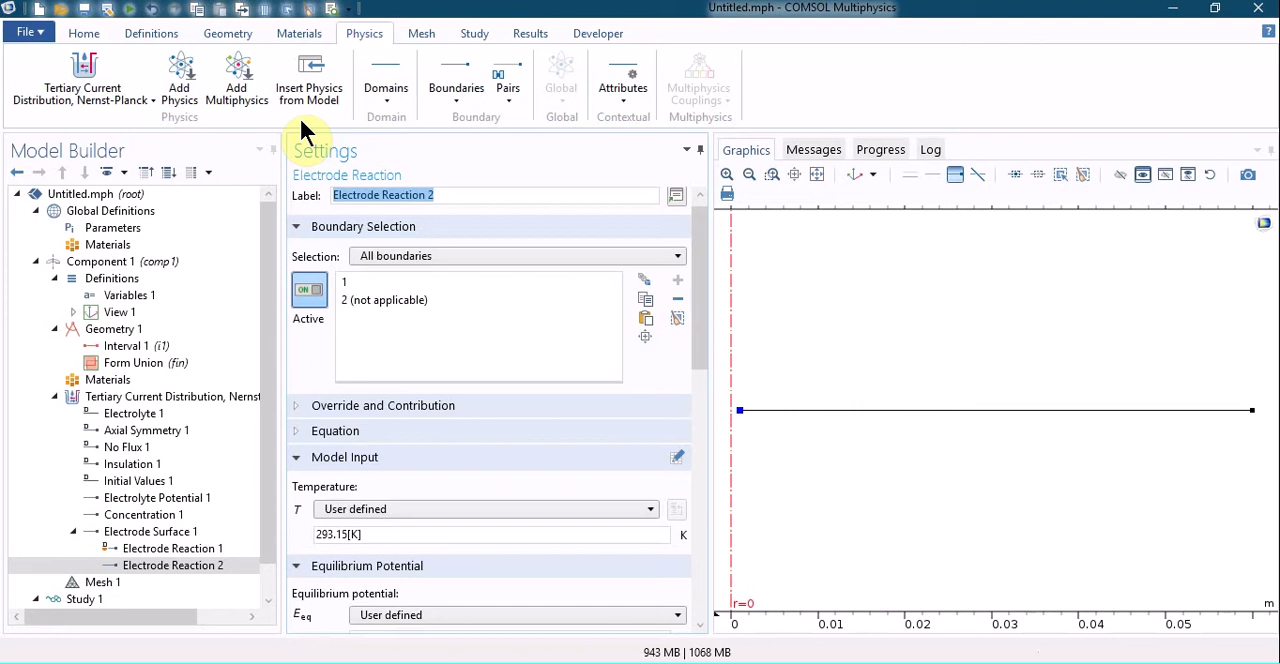 Untitled.mph - COMSOL Multiphysics
File
Home
Definitions
Geometry
Materials
Physics
Mesh
Study
Results
Developer
Tertiary Current
Distribution, Nernst-Planck
Add
Physics
Add
Multiphysics
Insert Physics
from Model
Domains
Boundaries
Pairs
Global
Attributes
Multiphysics
Couplings
Physics
Domain
Boundary
Global
Contextual
Multiphysics
Model Builder
Untitled.mph (root)
Global Definitions
Pi Parameters
Materials
Component 1 (comp1)
Definitions
a= Variables 1
View 1
Geometry 1
Interval 1 (i1)
Form Union (fin)
Materials
Tertiary Current Distribution, Nernst
Electrolyte 1
Axial Symmetry 1
No Flux 1
Insulation 1
Initial Values 1
Electrolyte Potential 1
Concentration 1
Electrode Surface 1
Electrode Reaction 1
Electrode Reaction 2
Mesh 1
Study 1
Settings
Electrode Reaction
Label: Electrode Reaction 2
Boundary Selection
Selection: All boundaries
ON
Active
1
2 (not applicable)
Override and Contribution
Equation
Model Input
Temperature:
T User defined
293.15[K] K
Equilibrium Potential
Equilibrium potential:
Eeq User defined
Graphics
Messages
Progress
Log
r=0
m
0 0.01 0.02 0.03 0.04 0.05
943 MB | 1068 MB